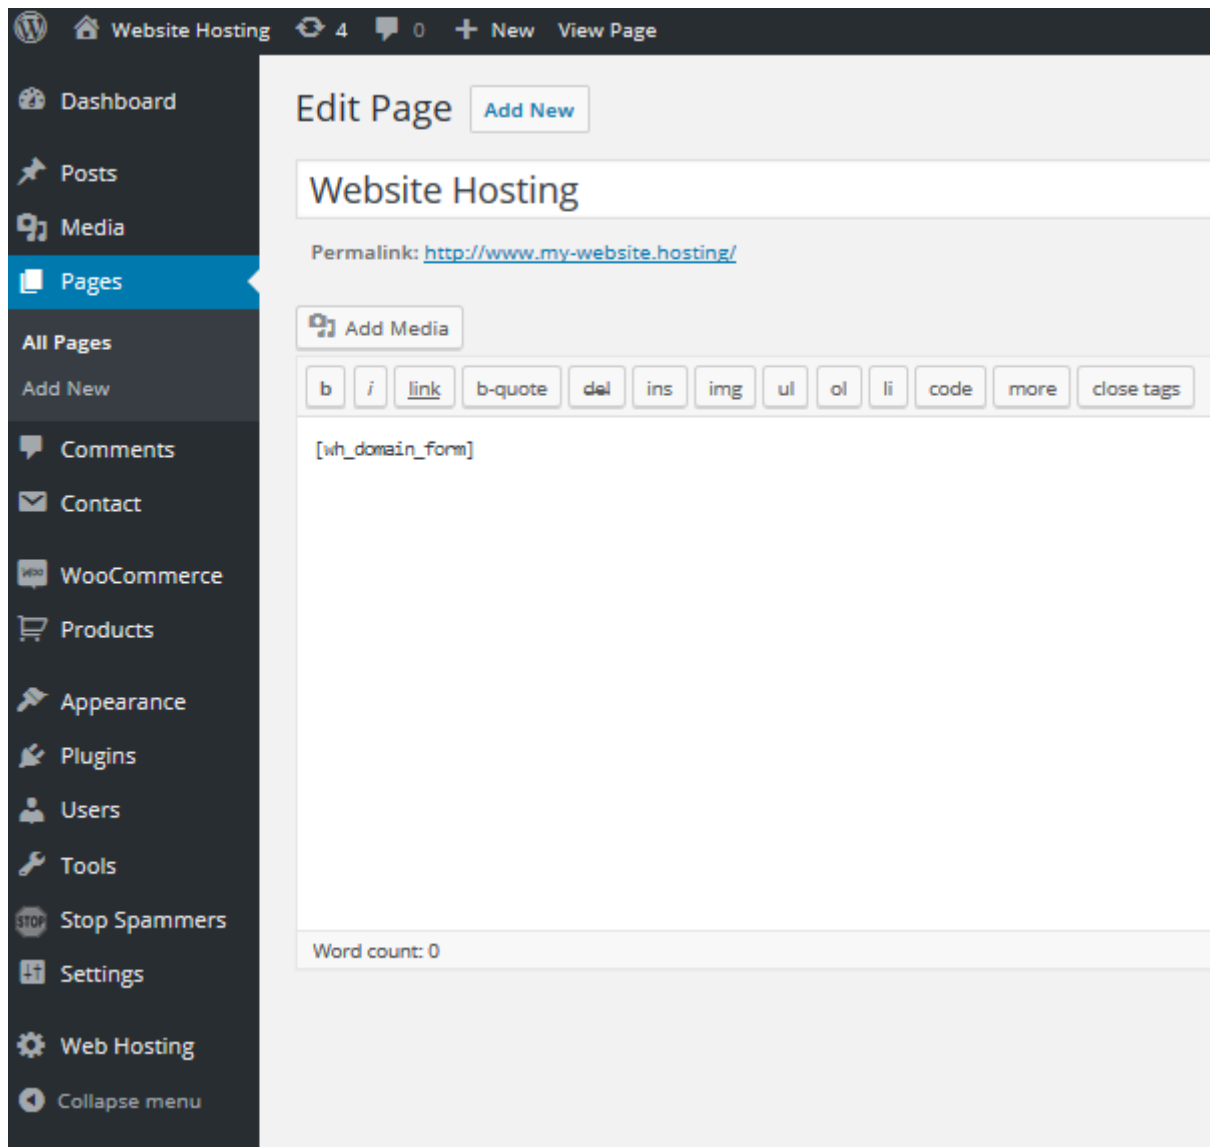 Website Hosting 4 0 New View Page
Dashboard
Posts
Media
Pages
All Pages
Add New
Comments
Contact
WooCommerce
Products
Appearance
Plugins
Users
Tools
STOP Stop Spammers
Settings
Web Hosting
Collapse menu
Edit Page Add New
Website Hosting
Permalink: http://www.my-website.hosting/
Add Media
b i link b-quote del ins img ul ol li code more close tags
[wh_domain_form]
Word count: 0